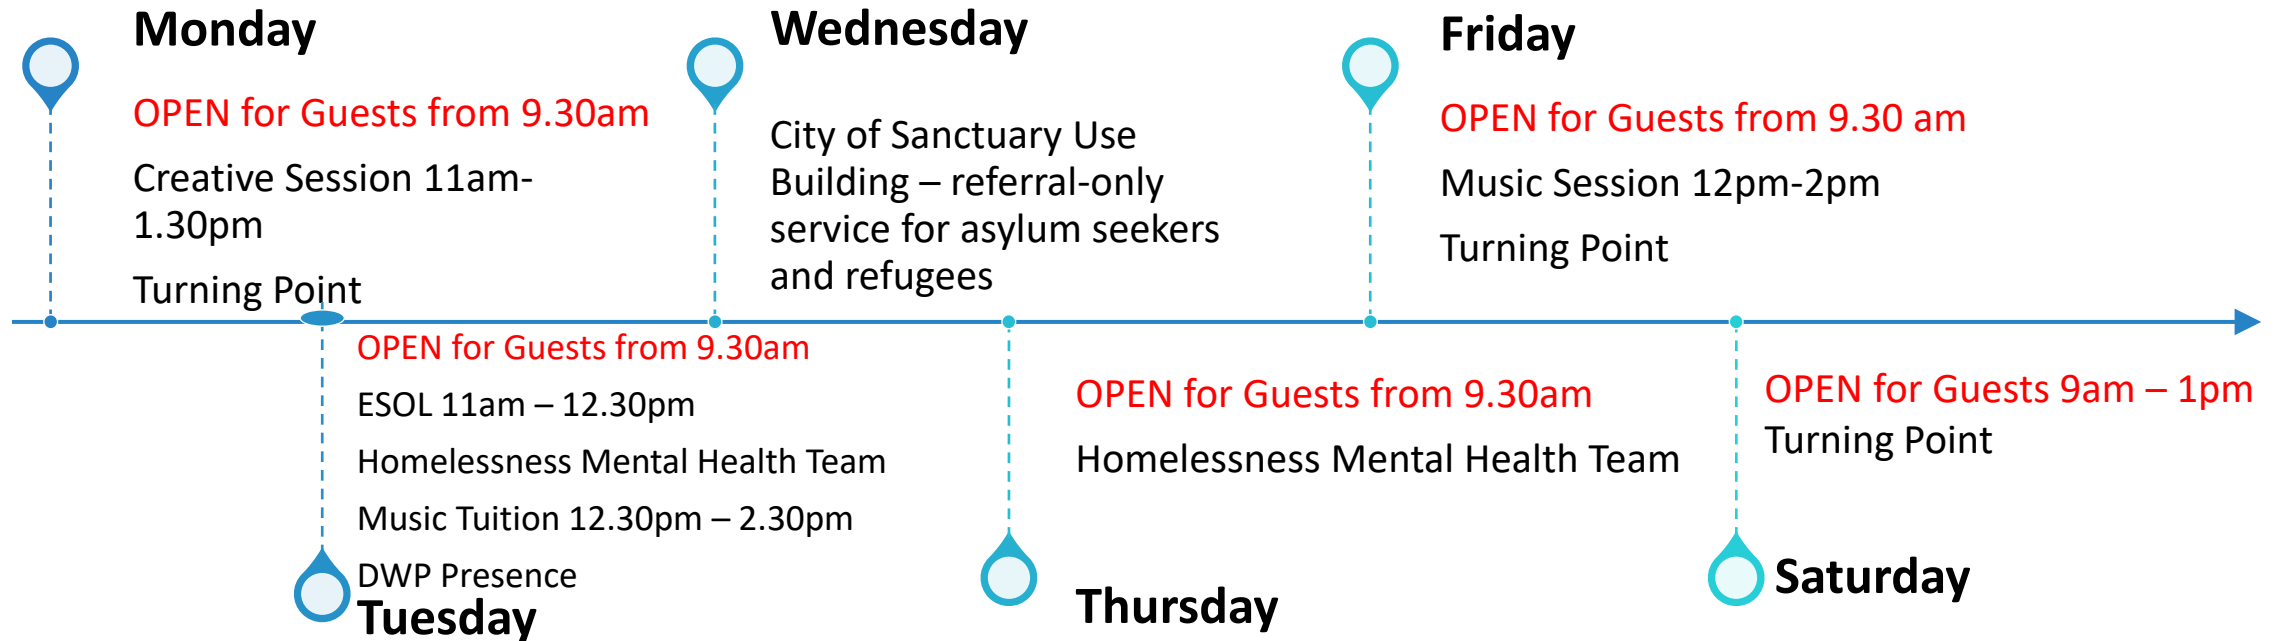 Monday
OPEN for Guests from 9.30am
Creative Session 11am-
1.30pm
Turning Point
OPEN for Guests from 9.30am
ESOL 11am – 12.30pm
Homelessness Mental Health Team
Music Tuition 12.30pm – 2.30pm
DWP Presence
Tuesday
Wednesday
City of Sanctuary Use
Building – referral-only
service for asylum seekers
and refugees
OPEN for Guests from 9.30am
Homelessness Mental Health Team
Thursday
Friday
OPEN for Guests from 9.30 am
Music Session 12pm-2pm
Turning Point
OPEN for Guests 9am – 1pm
Turning Point
Saturday